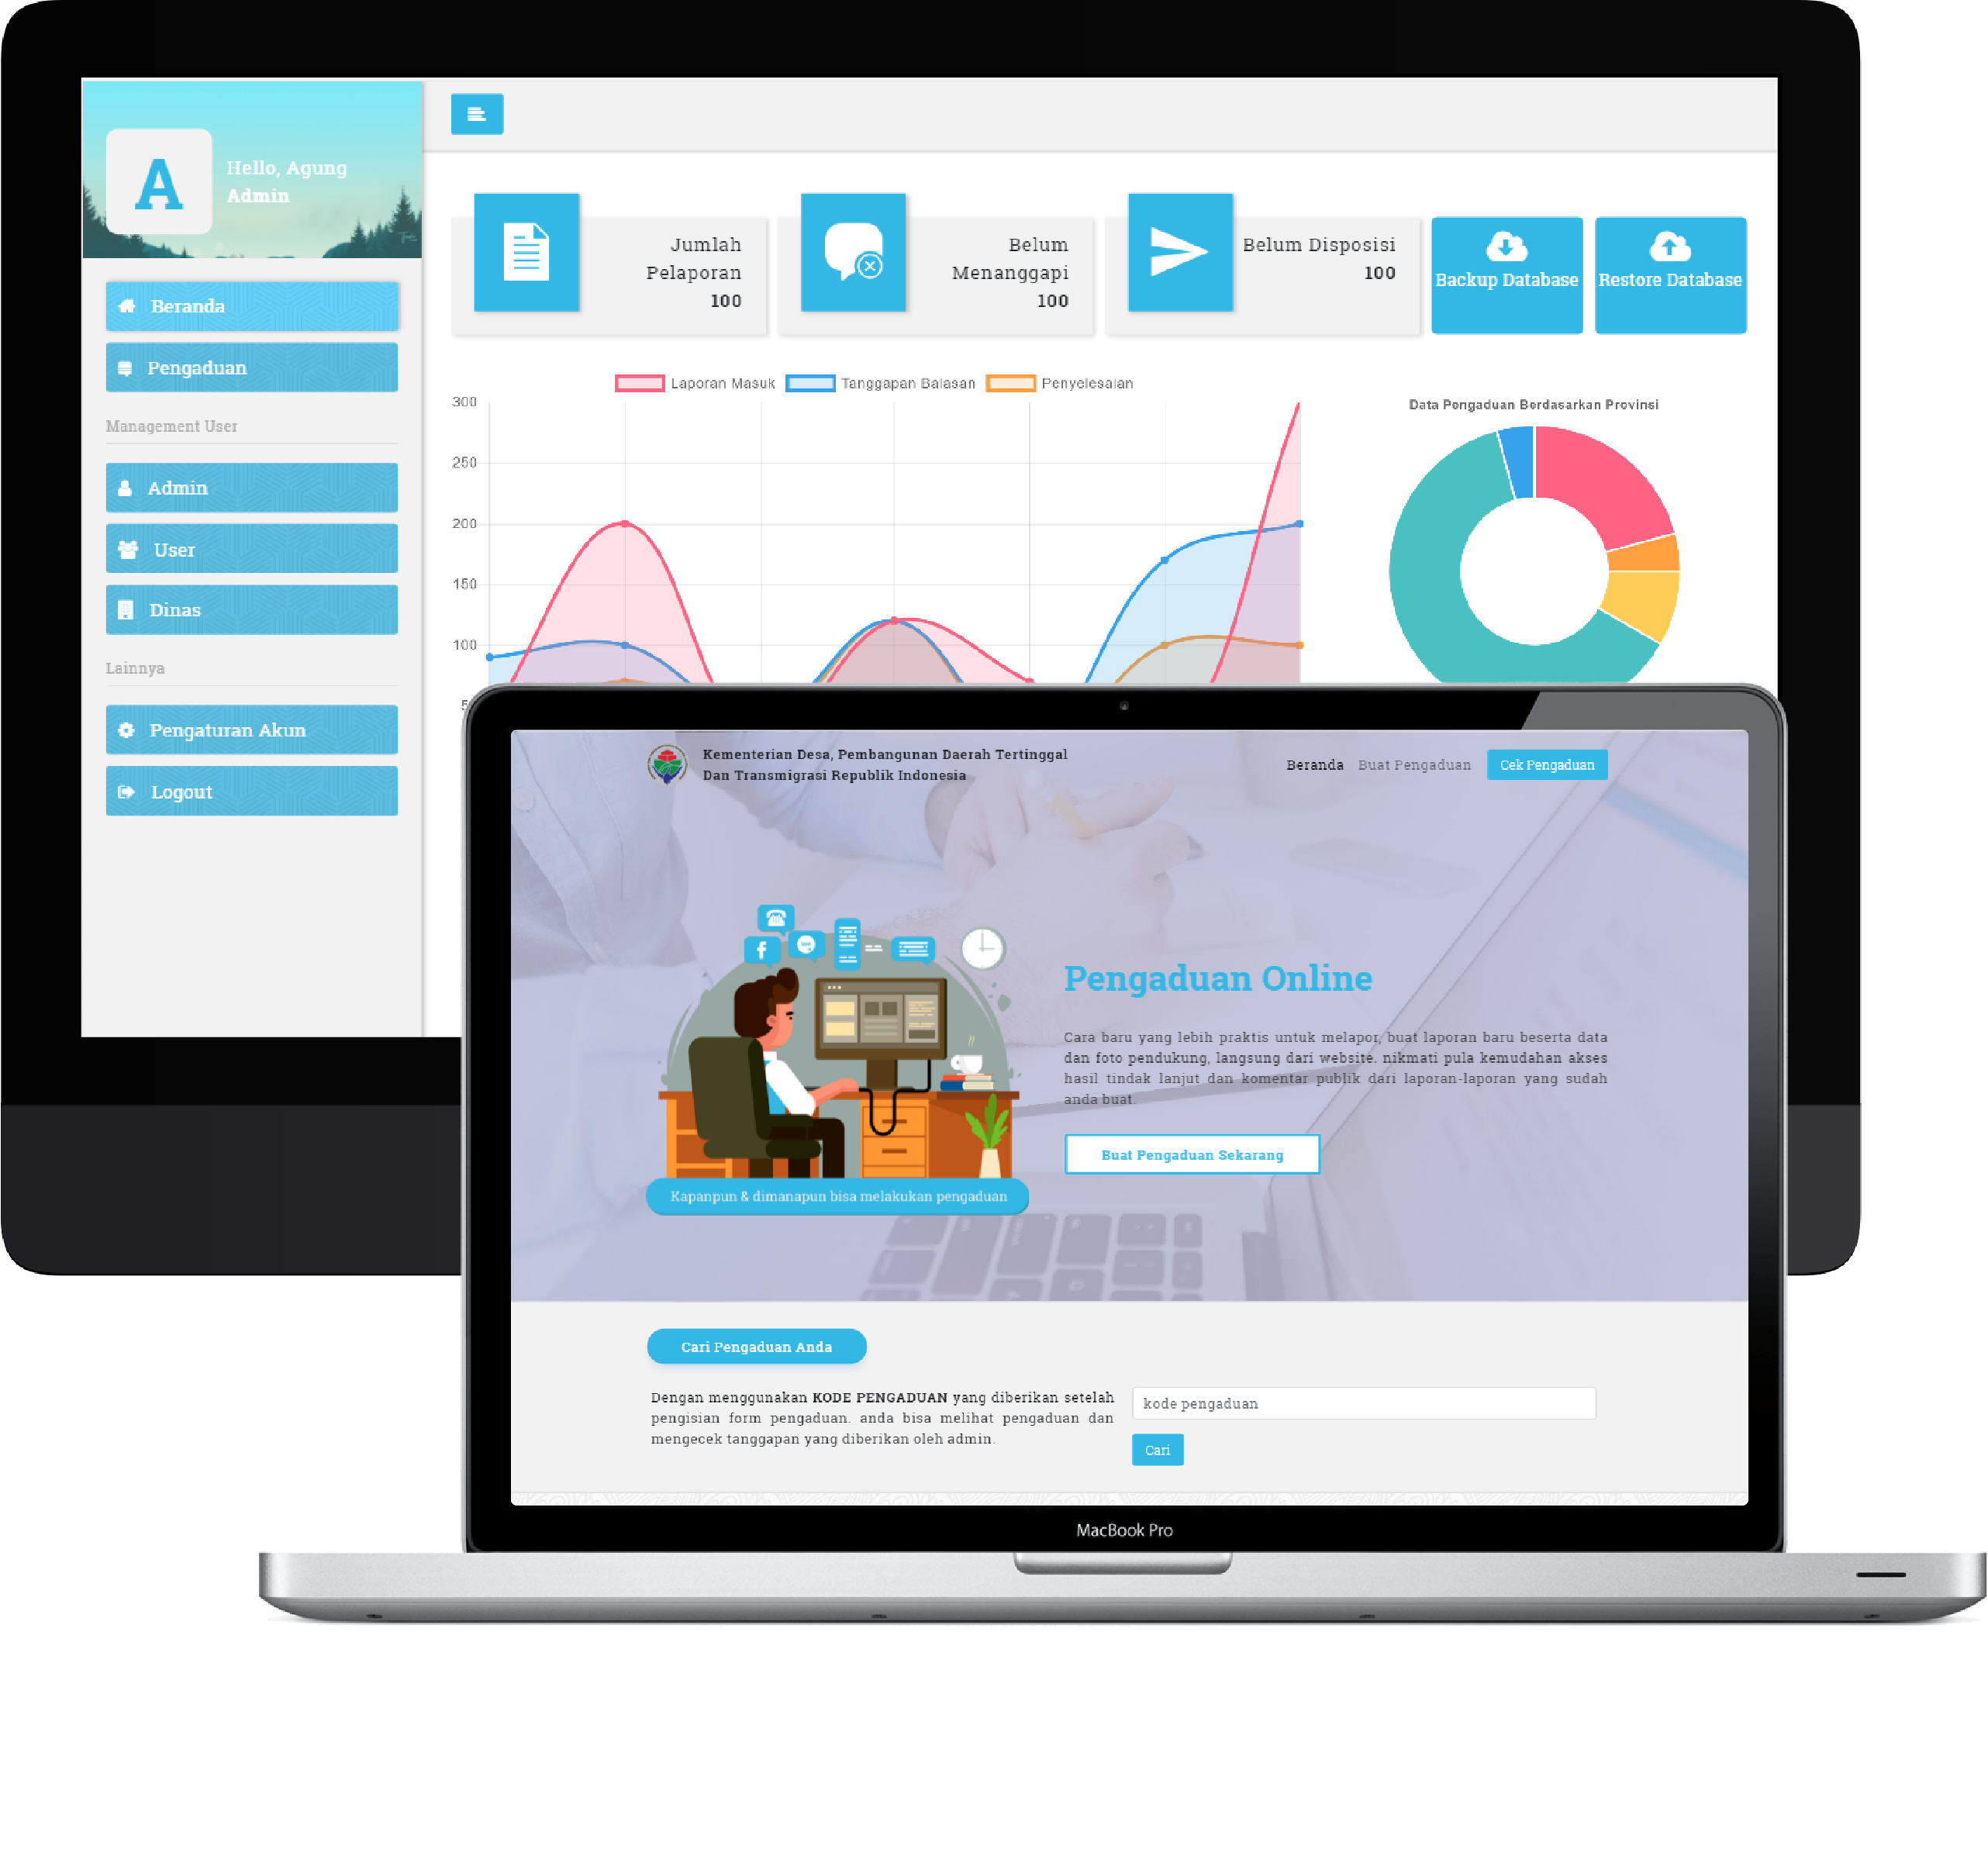 A
Hello, Agung
Admin
Beranda
Pengaduan
Management User
Admin
User
Dinas
Lainnya
Pengaturan Akun
Logout
Jumlah
Pelaporan
100
Belum
Menanggapi
100
Belum Disposisi
100
Backup Database
Restore Database
Laporan Masuk
Tanggapan Balasan
Penyelesaian
300
250
200
150
100
5
Data Pengaduan Berdasarkan Provinsi
Kementerian Desa, Pembangunan Daerah Tertinggal
Dan Transmigrasi Republik Indonesia
Beranda
Buat Pengaduan
Cek Pengaduan
f
Kapanpun & dimanapun bisa melakukan pengaduan
Pengaduan Online
Cara baru yang lebih praktis untuk melapor, buat laporan baru beserta data
dan foto pendukung, langsung dari website. nikmati pula kemudahan akses
hasil tindak lanjut dan komentar publik dari laporan-laporan yang sudah
anda buat.
Buat Pengaduan Sekarang
Cari Pengaduan Anda
Dengan menggunakan KODE PENGADUAN yang diberikan setelah
pengisian form pengaduan. anda bisa melihat pengaduan dan
mengecek tanggapan yang diberikan oleh admin.
kode pengaduan
Cari
MacBook Pro